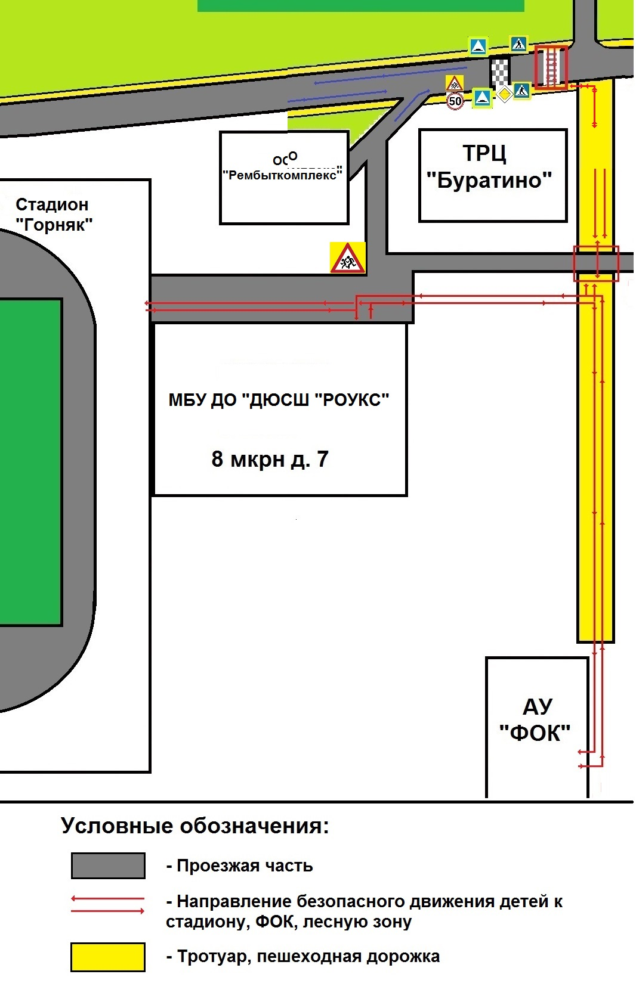 50
ТРЦ
"Буратино"
ОСО
"Рембыткомплекс"
Стадион
"Горняк"
МБУ ДО "ДЮСШ "РОУКС"
8 мкрн д. 7
АУ
"ФОК"
Условные обозначения:
- Проезжая часть
- Направление безопасного движения детей к
стадиону, ФОК, лесную зону
- Тротуар, пешеходная дорожка